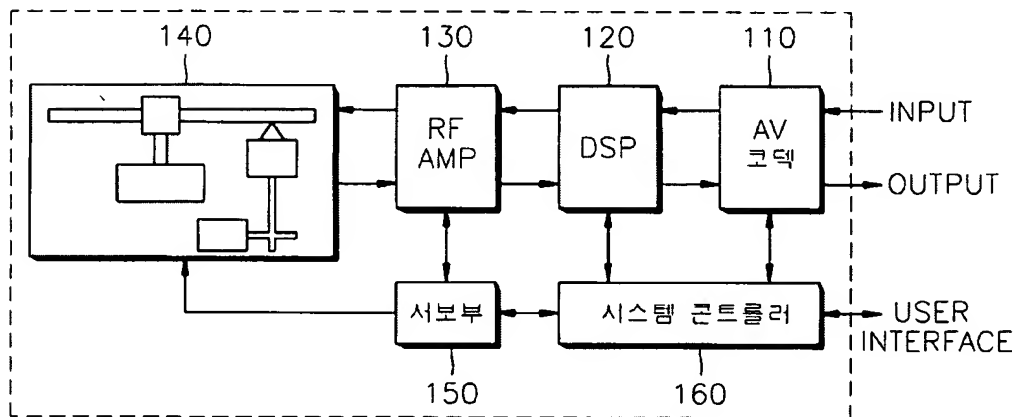 140
130
120
110
RF
AMP
DSP
AV
코덱
INPUT
OUTPUT
서보부
시스템 콘트롤러
USER
INTERFACE
150
160